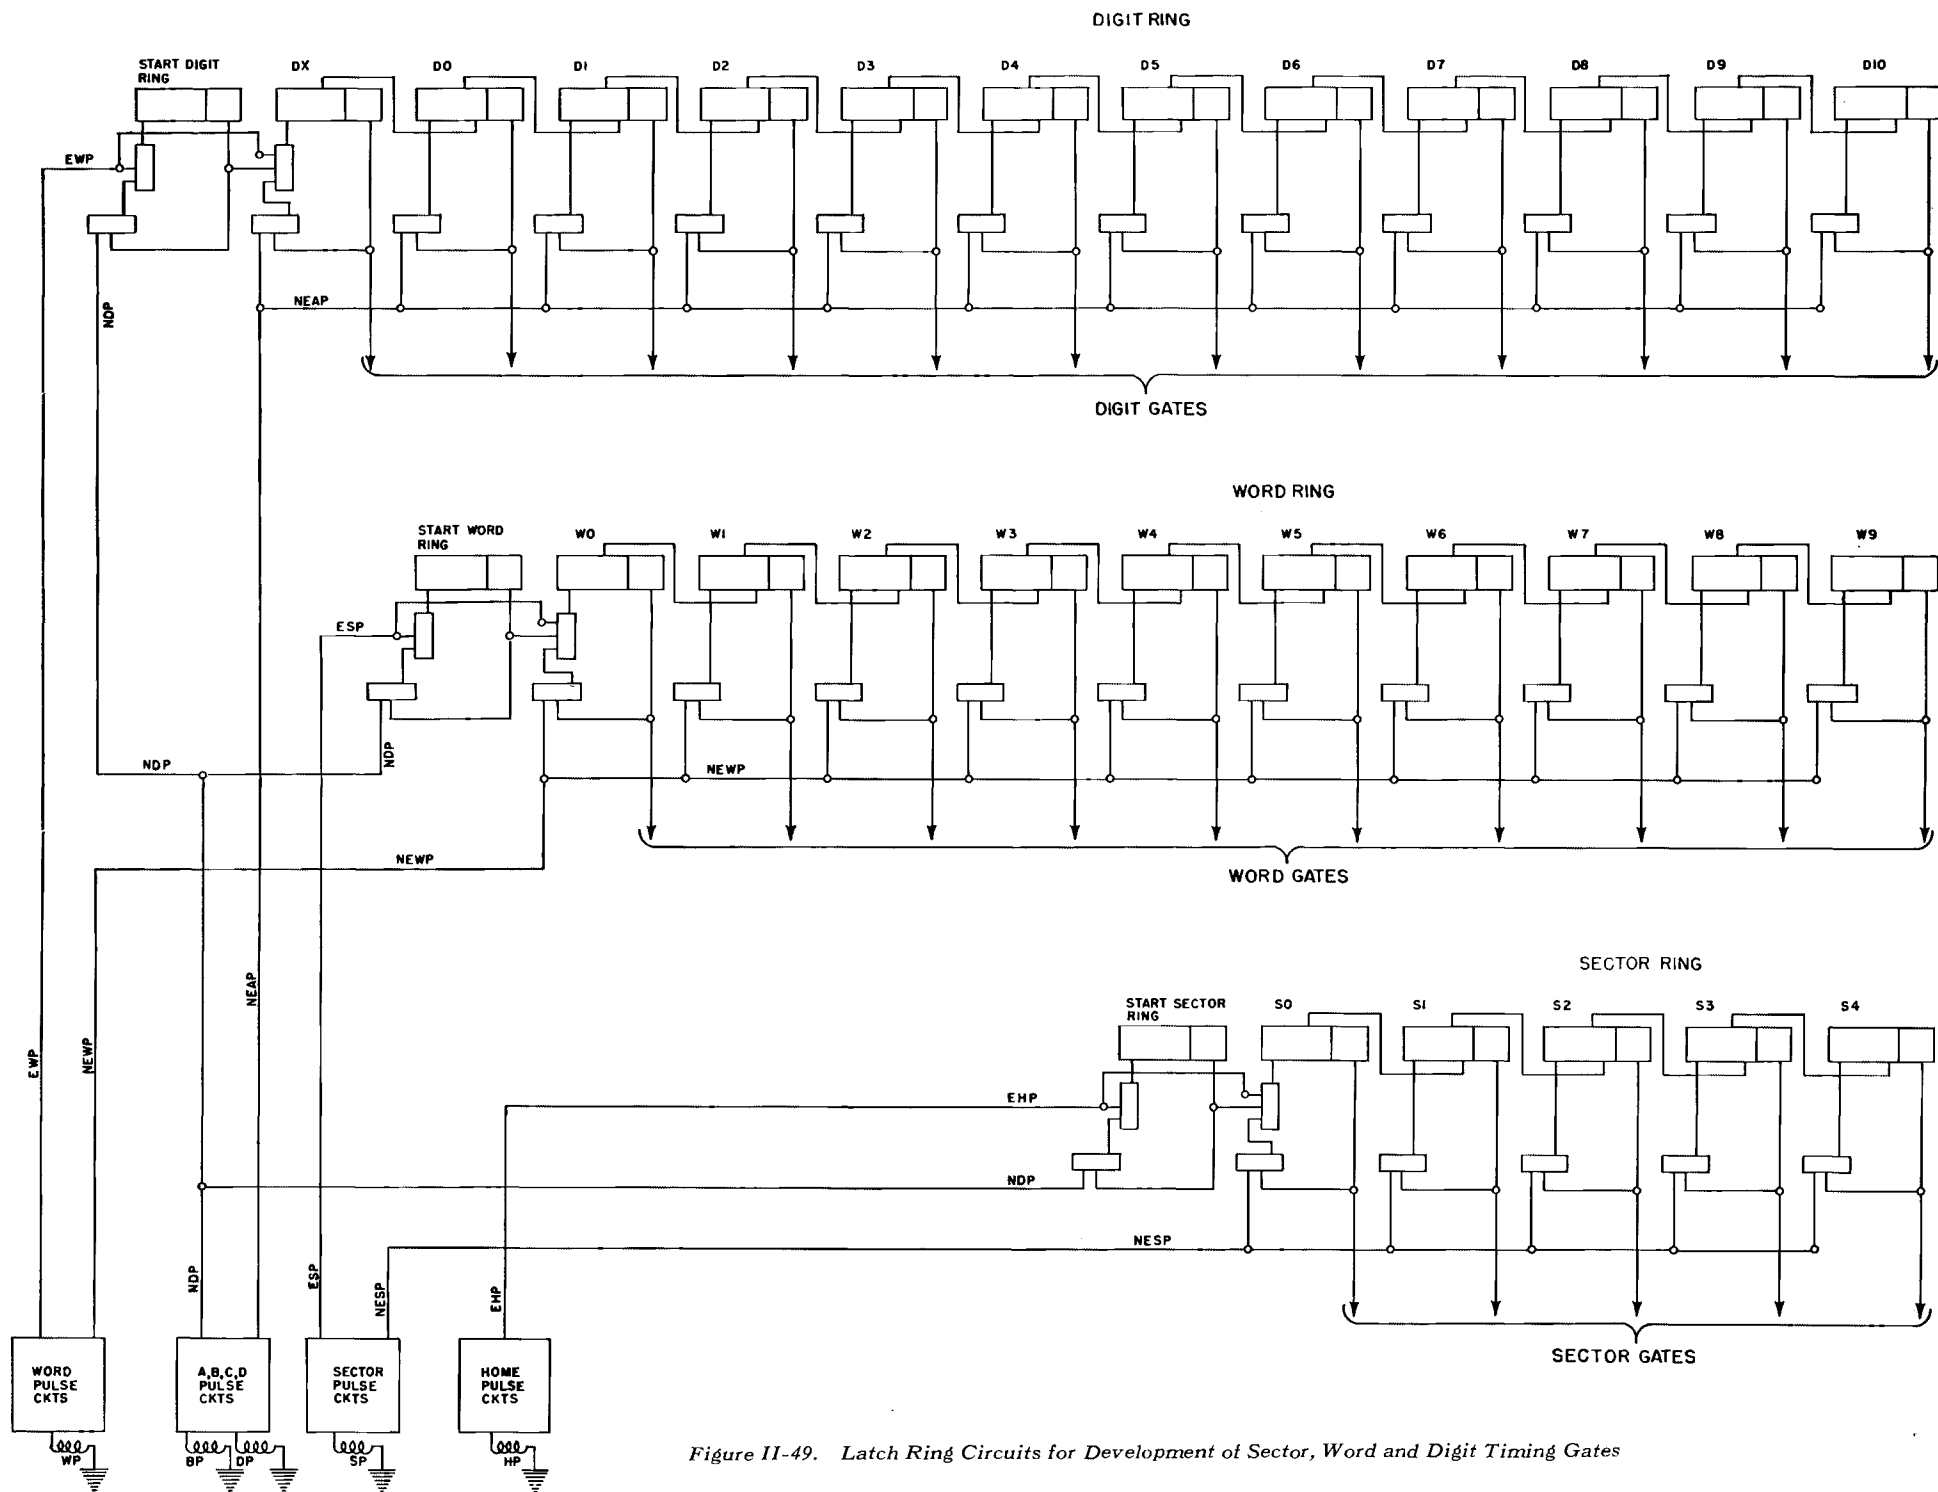 DIGIT RING
START DIGIT
RING
DX
D0
D1
D2
D3
D4
D5
D6
D7
D8
D9
D10
EWP
NDP
NEAP
DIGIT GATES
WORD RING
START WORD
RING
W0
W1
W2
W3
W4
W5
W6
W7
W8
W9
ESP
NDP
NDP
NEWP
NEWP
WORD GATES
SECTOR RING
START SECTOR
RING
S0
S1
S2
S3
S4
EWP
NEWP
NEAP
EHP
NDP
NESP
NDP
ESP
NESP
EHP
SECTOR GATES
WORD
PULSE
CKTS
A,B,C,D
PULSE
CKTS
SECTOR
PULSE
CKTS
HOME
PULSE
CKTS
WP
BP
DP
SP
HP
Figure II-49. Latch Ring Circuits for Development of Sector, Word and Digit Timing Gates